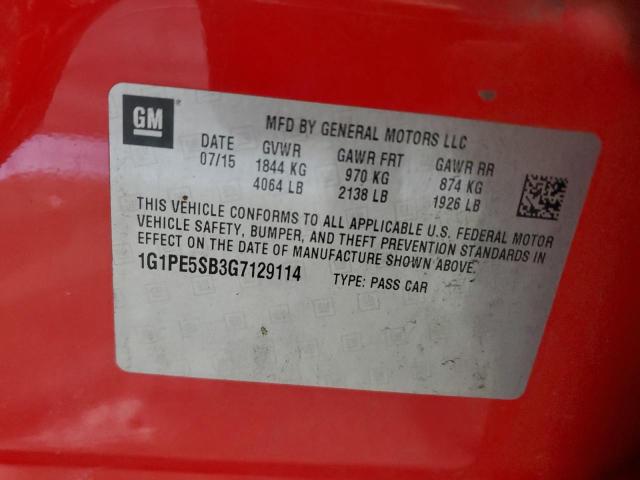 GM
MFD BY GENERAL MOTORS LLC
DATE GVWR GAWR FRT GAWR RR
07/15 1844 KG 970 KG 874 KG
4064 LB 2138 LB 1926 LB
THIS VEHICLE CONFORMS TO ALL APPLICABLE U.S. FEDERAL MOTOR
VEHICLE SAFETY, BUMPER, AND THEFT PREVENTION STANDARDS IN
EFFECT ON THE DATE OF MANUFACTURE SHOWN ABOVE.
1G1PE5SB3G7129114 TYPE: PASS CAR